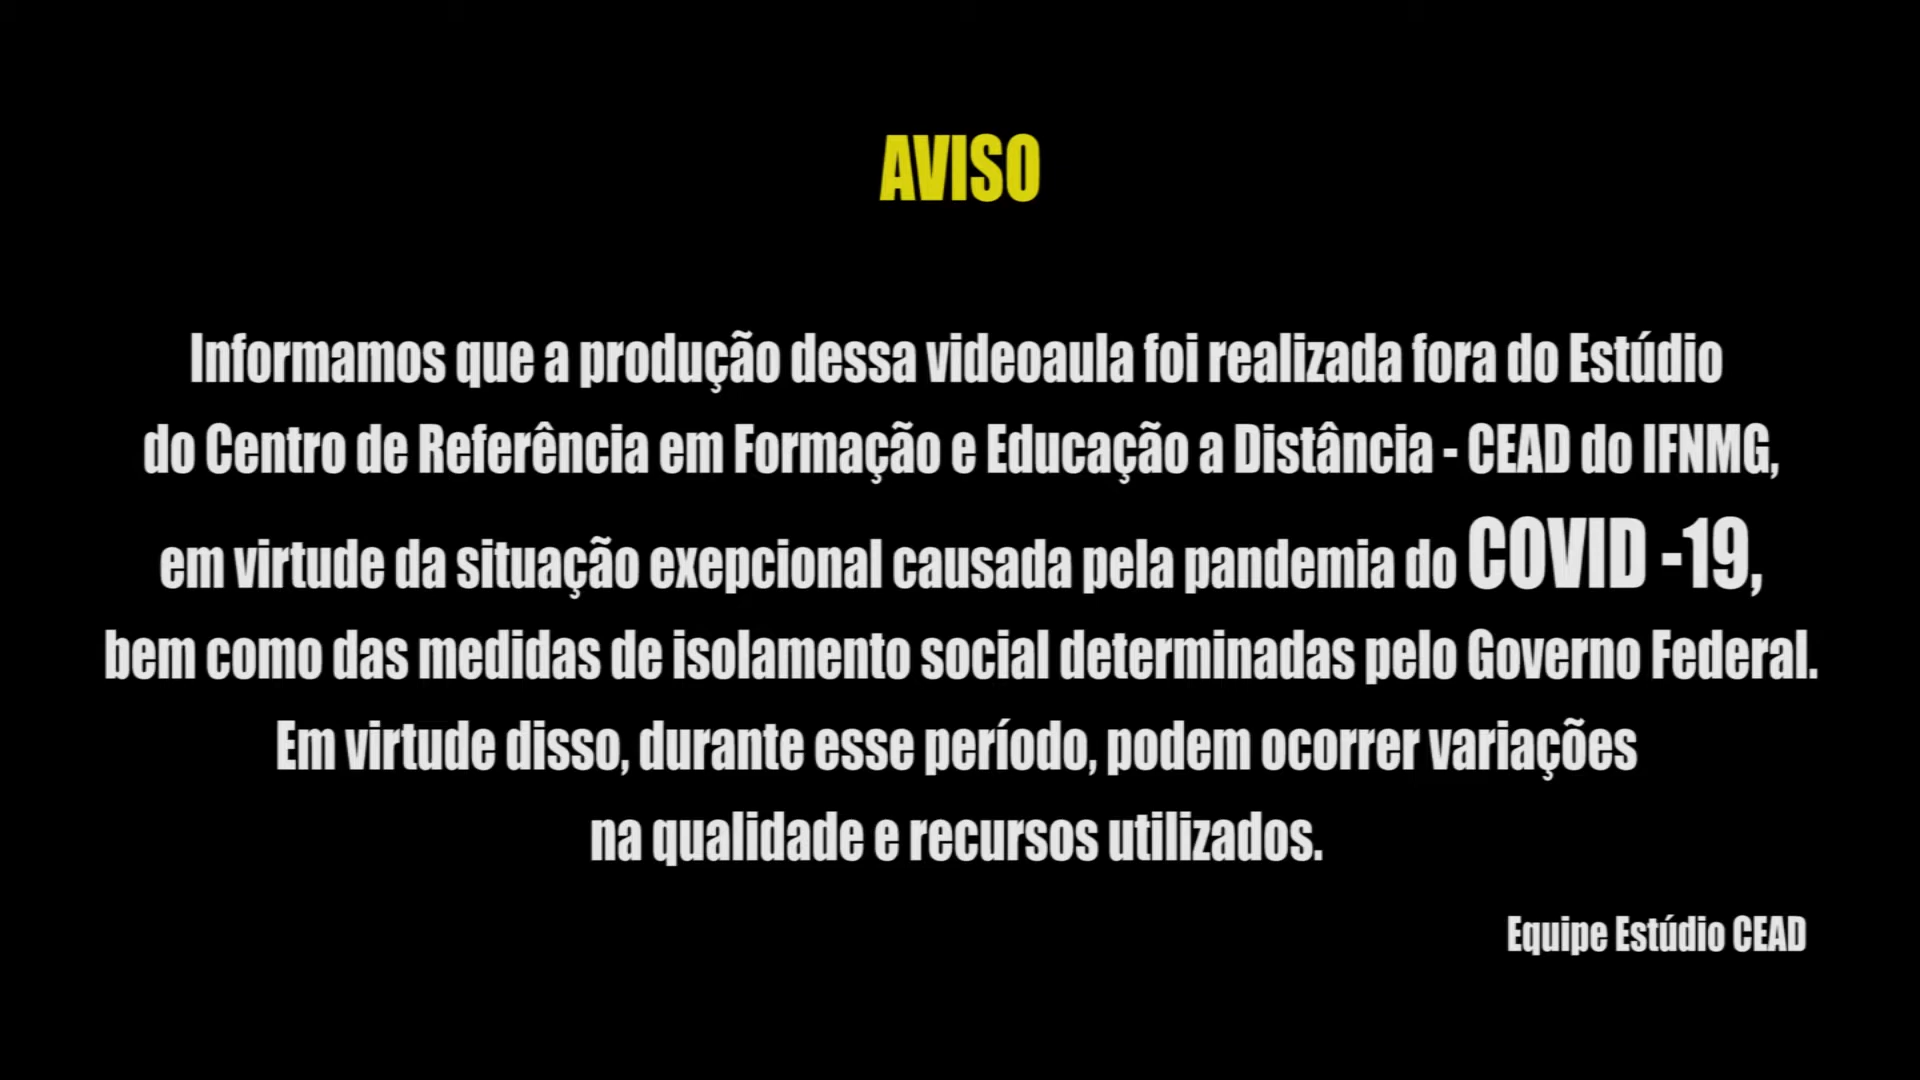 AVISO
Informamos que a produção dessa videoaula foi realizada fora do Estúdio
do Centro de Referência em Formação e Educação a Distância - CEAD do IFNMG,
em virtude da situação exepcional causada pela pandemia do COVID -19,
bem como das medidas de isolamento social determinadas pelo Governo Federal.
Em virtude disso, durante esse período, podem ocorrer variações
na qualidade e recursos utilizados.
Equipe Estúdio CEAD